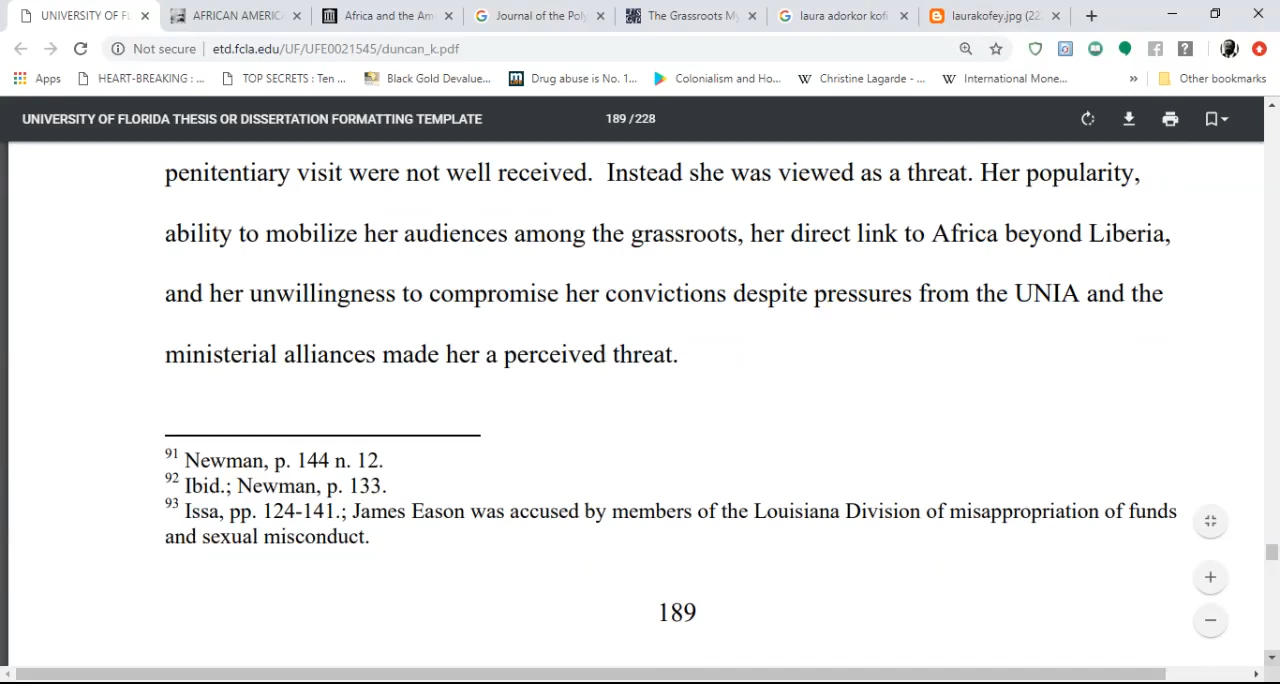 UNIVERSITY OF FL
AFRICAN AMERIC
Africa and the Am
Journal of the Poly
The Grassroots My
laura adorkor kofi
laurakofey.jpg (22
Not secure | etd.fcla.edu/UF/UFE0021545/duncan_k.pdf
Apps
HEART-BREAKING : ...
TOP SECRETS : Ten ...
Black Gold Devalue...
Drug abuse is No. 1...
Colonialism and Ho...
Christine Lagarde - ...
International Mone...
»
Other bookmarks
UNIVERSITY OF FLORIDA THESIS OR DISSERTATION FORMATTING TEMPLATE
189 / 228
penitentiary visit were not well received. Instead she was viewed as a threat. Her popularity,
ability to mobilize her audiences among the grassroots, her direct link to Africa beyond Liberia,
and her unwillingness to compromise her convictions despite pressures from the UNIA and the
ministerial alliances made her a perceived threat.
91 Newman, p. 144 n. 12.
92 Ibid.; Newman, p. 133.
93 Issa, pp. 124-141.; James Eason was accused by members of the Louisiana Division of misappropriation of funds
and sexual misconduct.
189